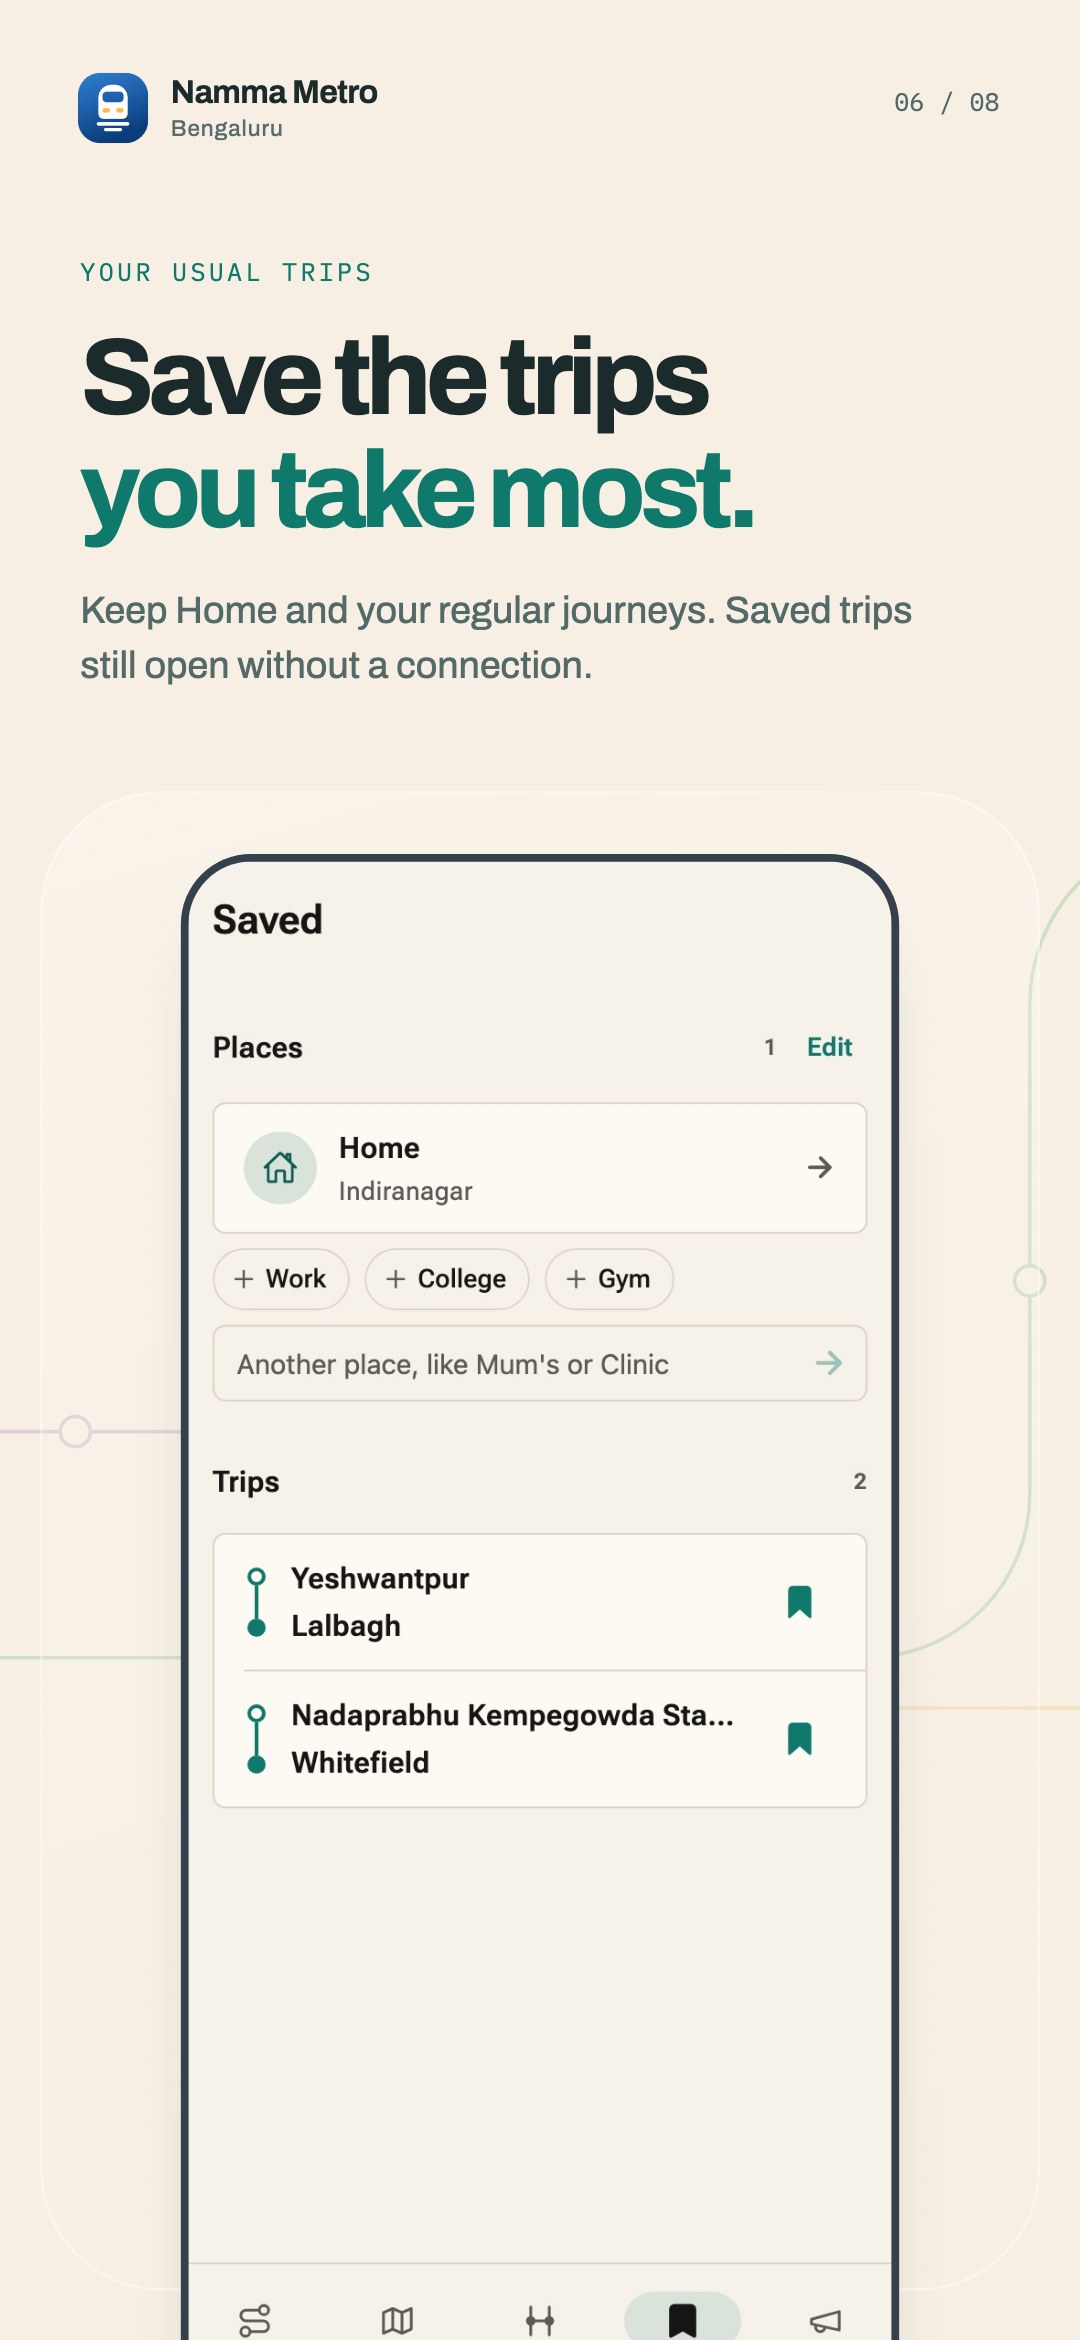 Namma Metro
Bengaluru
06 / 08
YOUR USUAL TRIPS
Save the trips
you take most.
Keep Home and your regular journeys. Saved trips
still open without a connection.
Saved
Places
1 Edit
Home
Indiranagar
+ Work + College + Gym
Another place, like Mum's or Clinic
Trips
2
Yeshwantpur
Lalbagh
Nadaprabhu Kempegowda Sta...
Whitefield